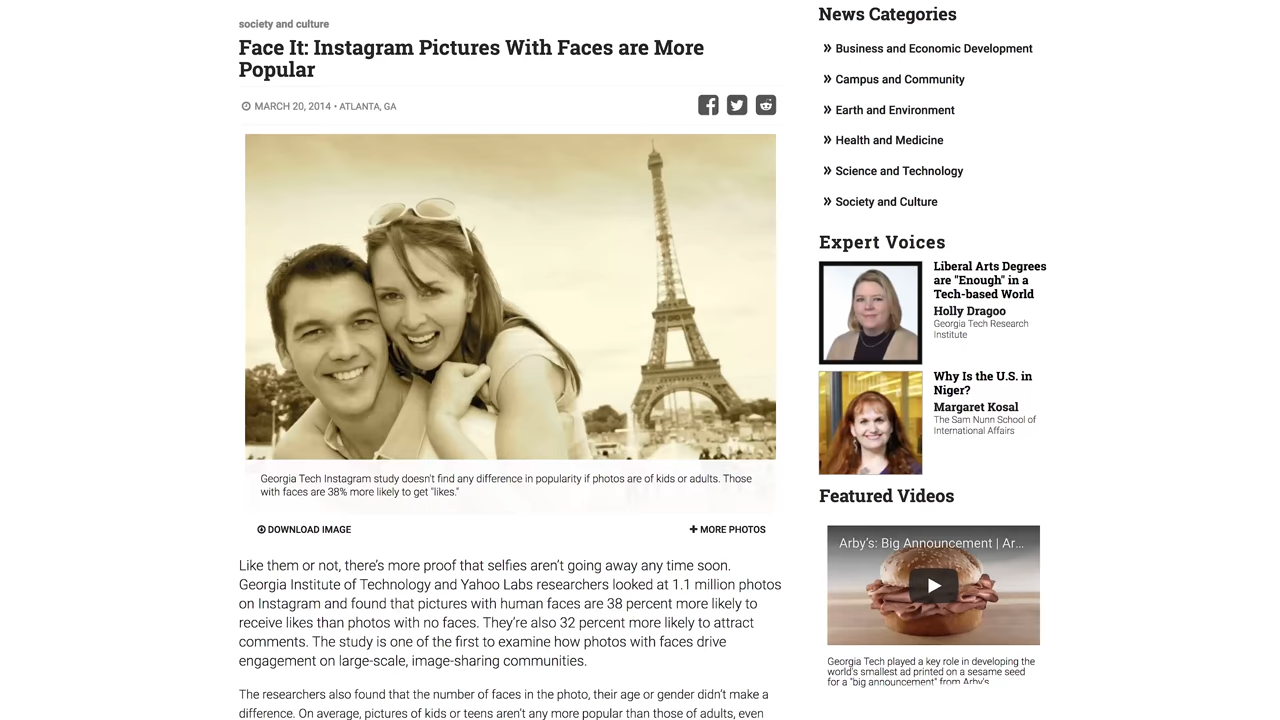 society and culture
Face It: Instagram Pictures With Faces are More
Popular
MARCH 20, 2014 • ATLANTA, GA
Georgia Tech Instagram study doesn't find any difference in popularity if photos are of kids or adults. Those
with faces are 38% more likely to get "likes."
DOWNLOAD IMAGE
MORE PHOTOS
Like them or not, there's more proof that selfies aren't going away any time soon.
Georgia Institute of Technology and Yahoo Labs researchers looked at 1.1 million photos
on Instagram and found that pictures with human faces are 38 percent more likely to
receive likes than photos with no faces. They're also 32 percent more likely to attract
comments. The study is one of the first to examine how photos with faces drive
engagement on large-scale, image-sharing communities.
The researchers also found that the number of faces in the photo, their age or gender didn't make a
difference. On average, pictures of kids or teens aren't any more popular than those of adults, even
News Categories
» Business and Economic Development
» Campus and Community
» Earth and Environment
» Health and Medicine
» Science and Technology
» Society and Culture
Expert Voices
Liberal Arts Degrees
are "Enough" in a
Tech-based World
Holly Dragoo
Georgia Tech Research
Institute
Why Is the U.S. in
Niger?
Margaret Kosal
The Sam Nunn School of
International Affairs
Featured Videos
Arby's: Big Announcement | Ar...
Georgia Tech played a key role in developing the
world's smallest ad printed on a sesame seed
for a "big announcement" from Arby's.